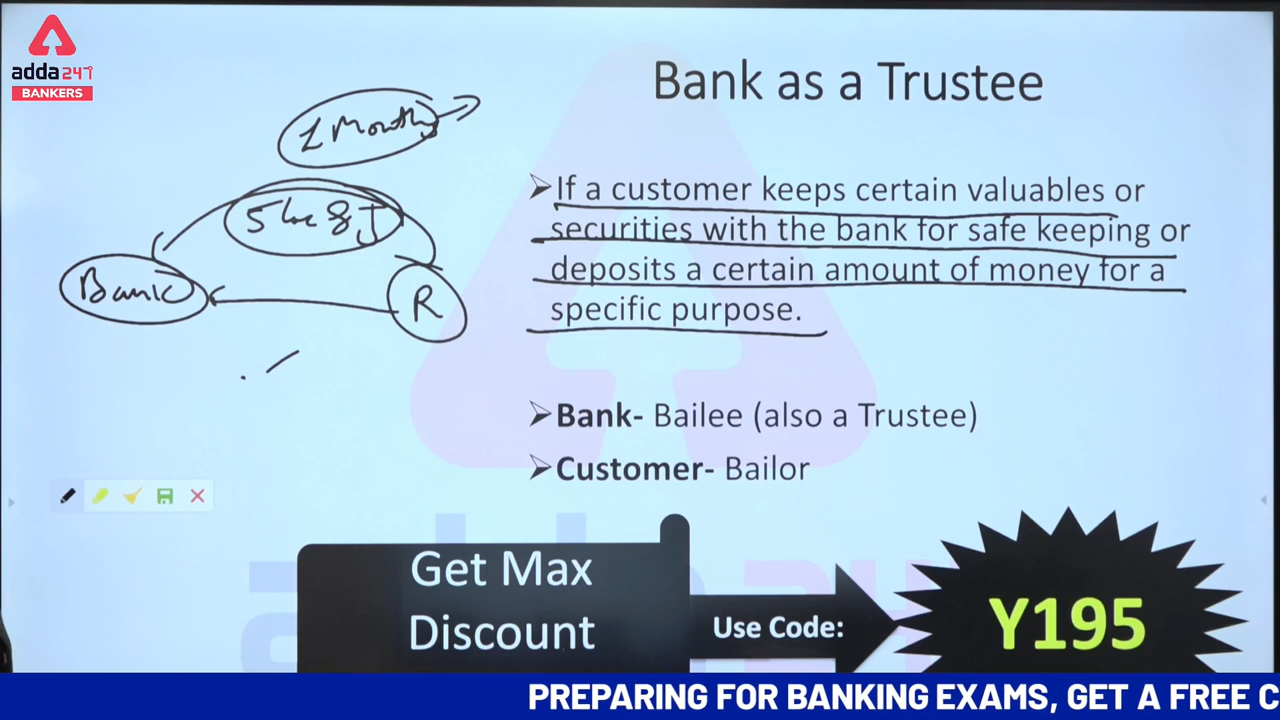 adda247
BANKERS
Bank as a Trustee
1 Month
5 lac of J
Bank
R
➤If a customer keeps certain valuables or
securities with the bank for safe keeping or
deposits a certain amount of money for a
specific purpose.
➤Bank- Bailee (also a Trustee)
➤Customer- Bailor
Get Max
Discount
Use Code:
Y195
PREPARING FOR BANKING EXAMS, GET A FREE C